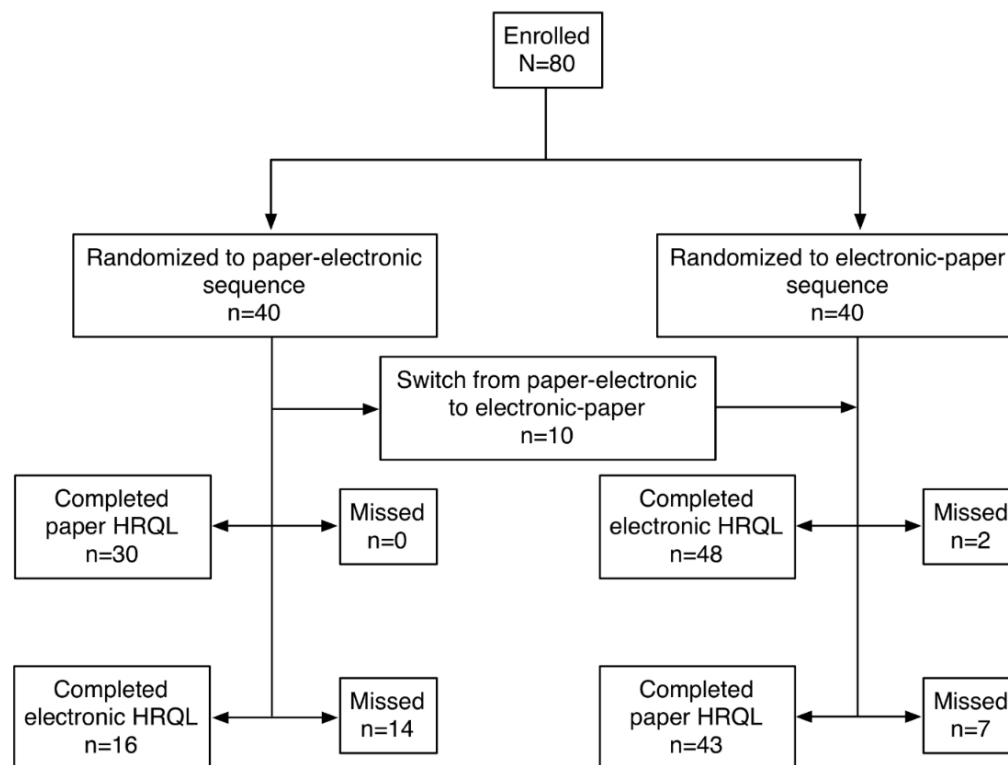 Enrolled
N=80
Randomized to paper-electronic
sequence
n=40
Randomized to electronic-paper
sequence
n=40
Switch from paper-electronic
to electronic-paper
n=10
Completed
paper HRQL
n=30
Missed
n=0
Completed
electronic HRQL
n=48
Missed
n=2
Completed
electronic HRQL
n=16
Missed
n=14
Completed
paper HRQL
n=43
Missed
n=7